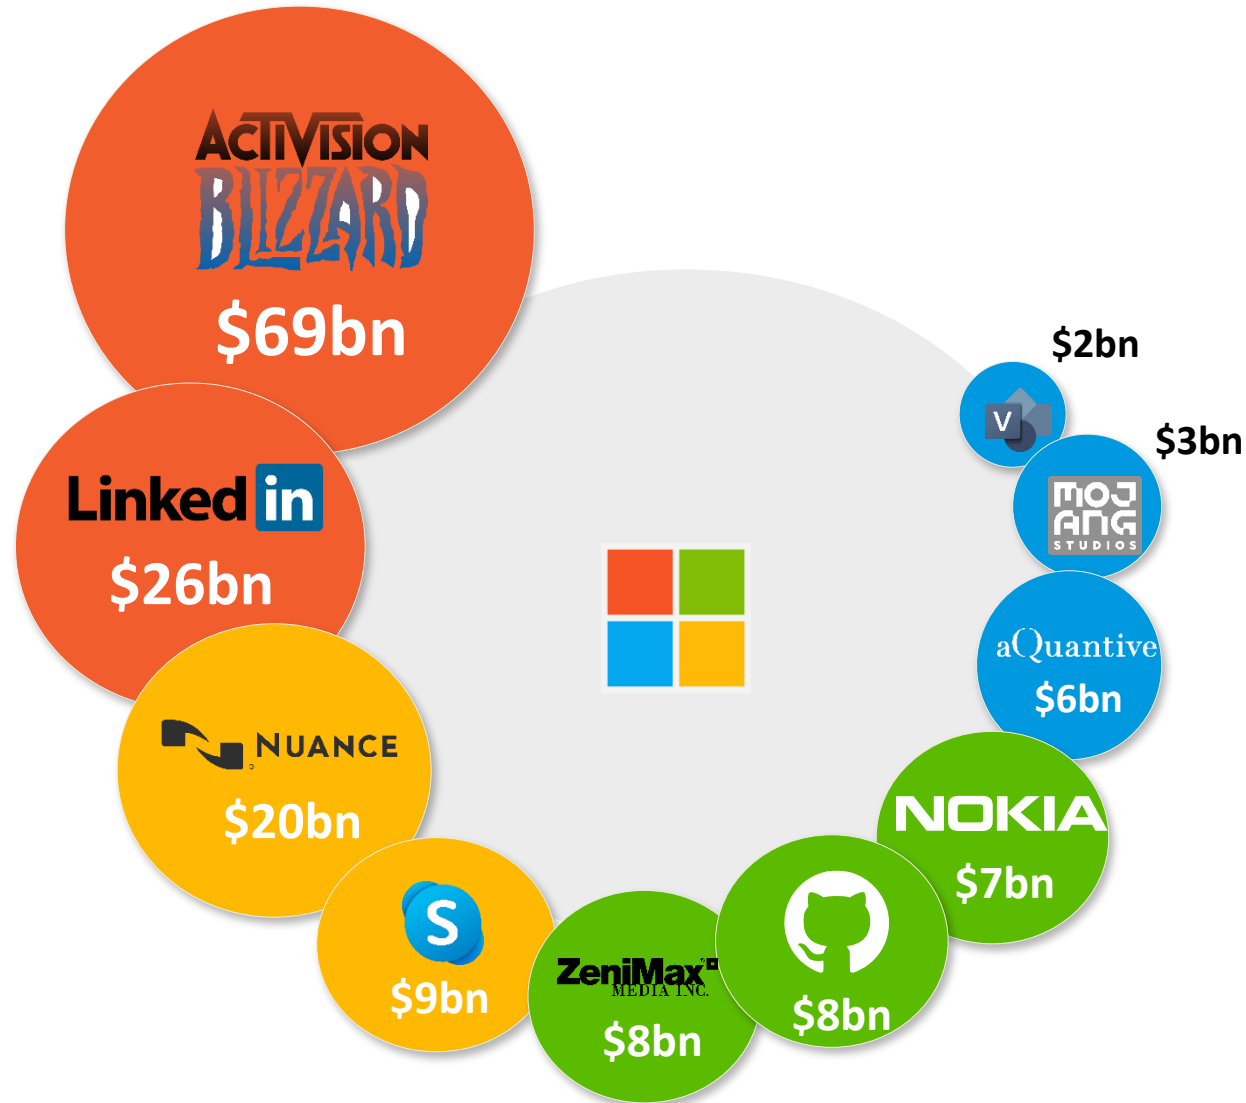 ACTIVISION
BLIZZARD
$69bn
Linked in
$26bn
NUANCE
$20bn
S
$9bn
ZeniMax
MEDIA INC.
$8bn
$8bn
NOKIA
$7bn
aQuantive
$6bn
MOJ
ANG
STUDIOS
$3bn
V
$2bn